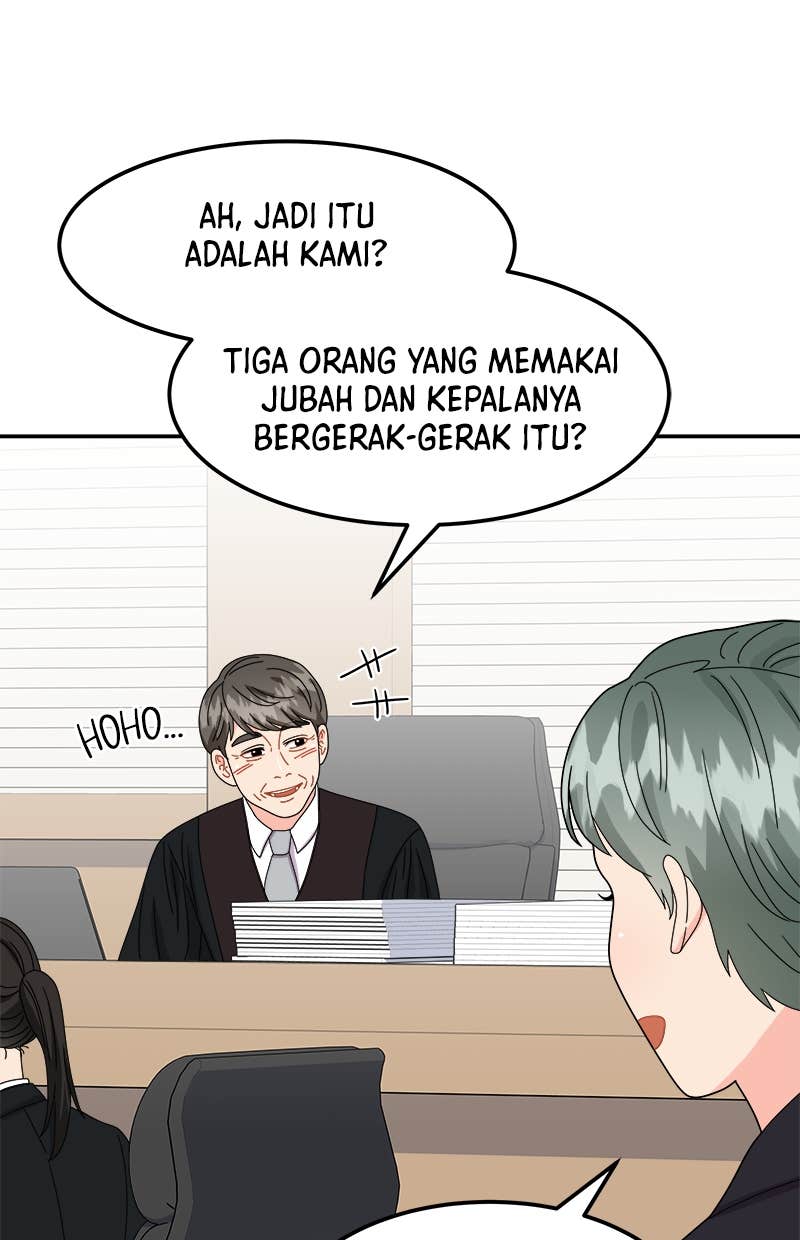 AH, JADI ITU
ADALAH KAMI?
TIGA ORANG YANG MEMAKAI
JUBAH DAN KEPALANYA
BERGERAK-GERAK ITU?
HOHO...